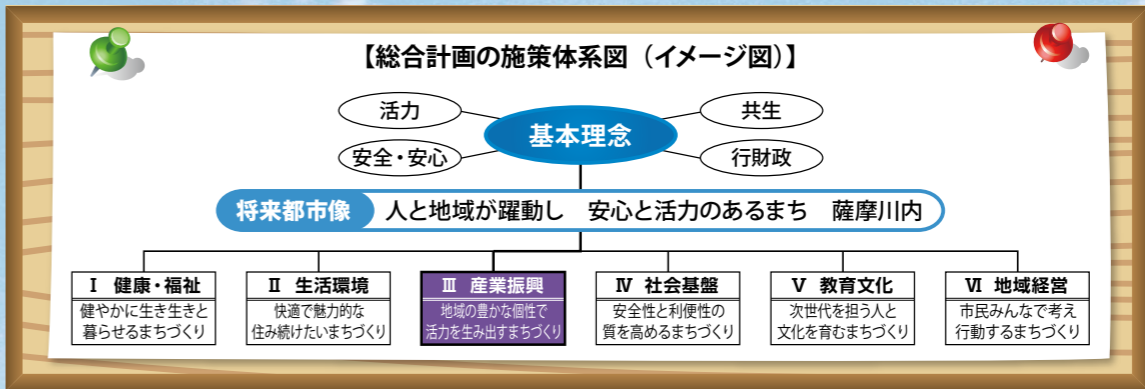 【総合計画の施策体系図（イメージ図）】
活力
共生
基本理念
安全・安心
行財政
将来都市像 人と地域が躍動し 安心と活力のあるまち 薩摩川内
Ⅰ 健康・福祉
健やかに生き生きと
暮らせるまちづくり
Ⅱ 生活環境
快適で魅力的な
住み続けたいまちづくり
Ⅲ 産業振興
地域の豊かな個性で
活力を生み出すまちづくり
Ⅳ 社会基盤
安全性と利便性の
質を高めるまちづくり
Ⅴ 教育文化
次世代を担う人と
文化を育むまちづくり
Ⅵ 地域経営
市民みんなで考え
行動するまちづくり